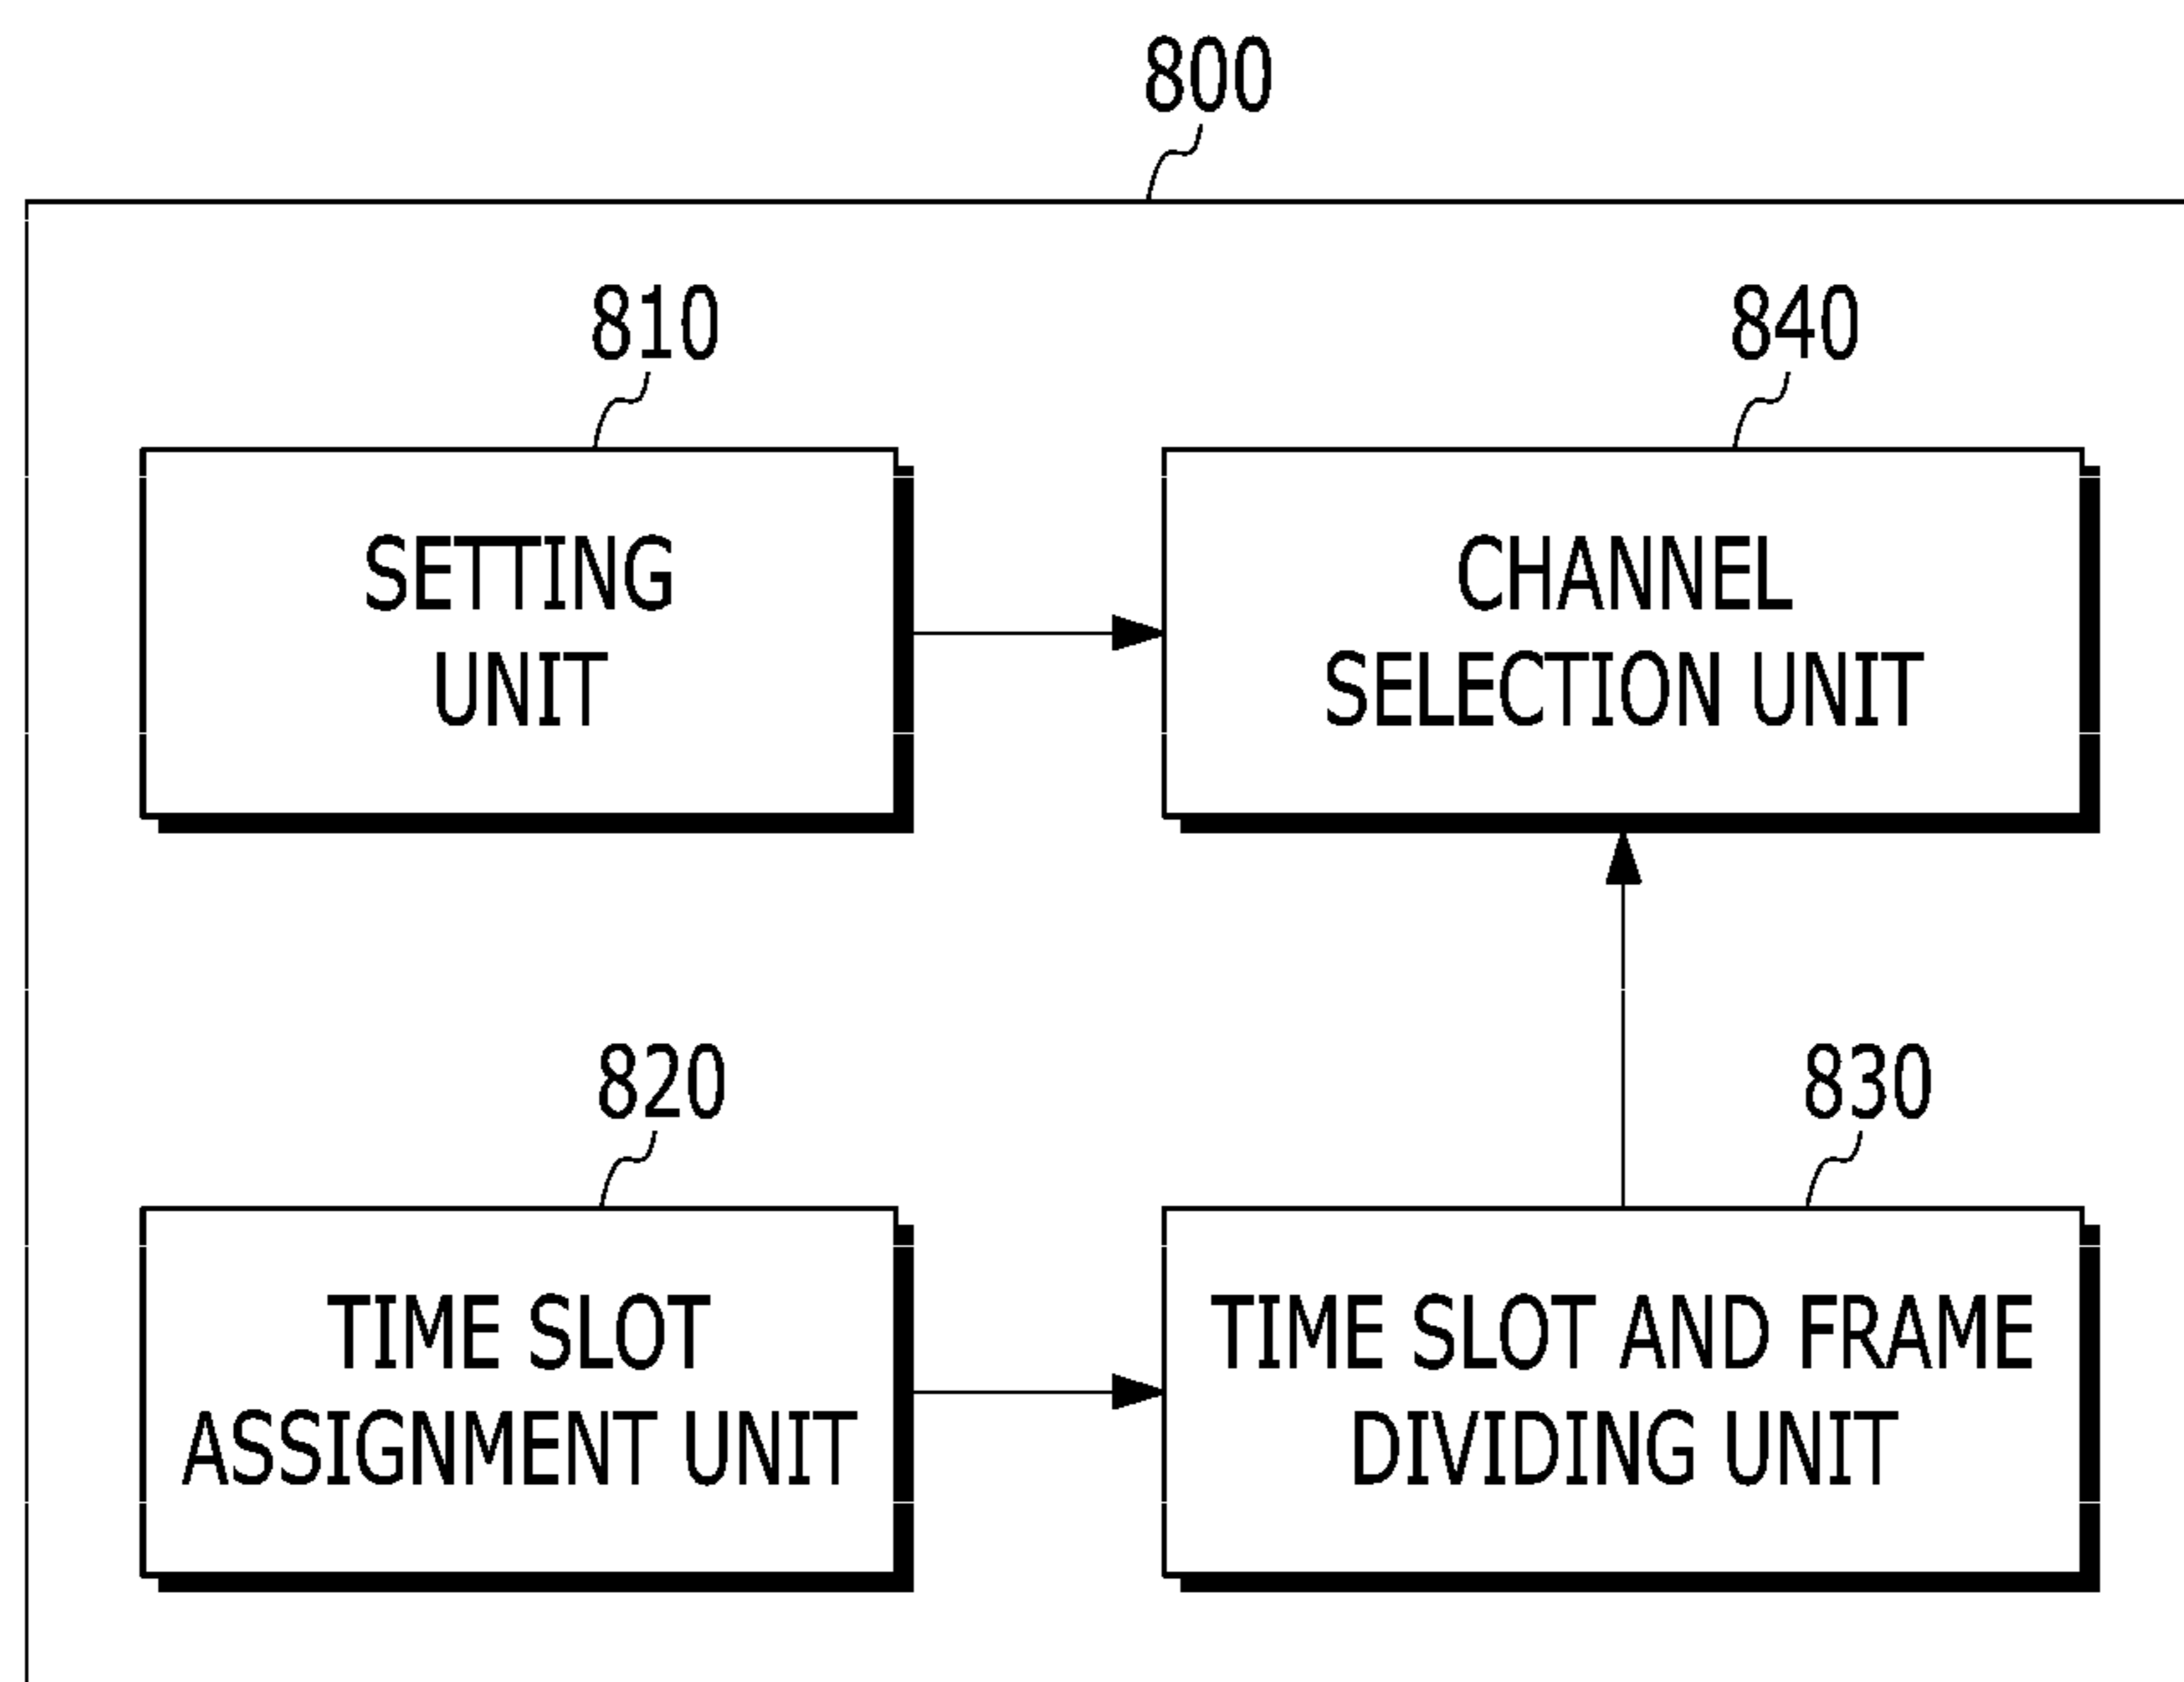 800
810
840
SETTING
UNIT
CHANNEL
SELECTION UNIT
820
830
TIME SLOT
ASSIGNMENT UNIT
TIME SLOT AND FRAME
DIVIDING UNIT